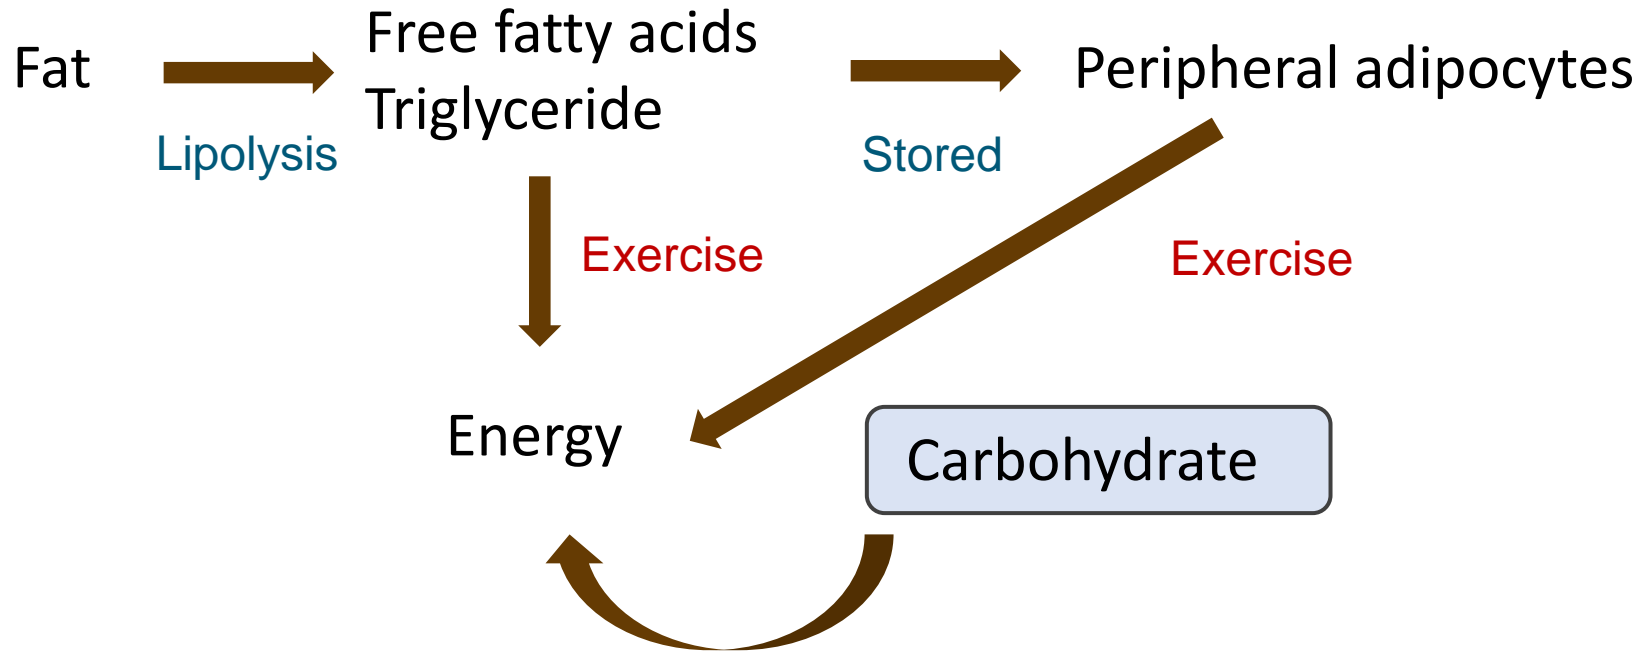 Fat
Free fatty acids
Triglyceride
Peripheral adipocytes
Lipolysis
Stored
Exercise
Exercise
Energy
Carbohydrate